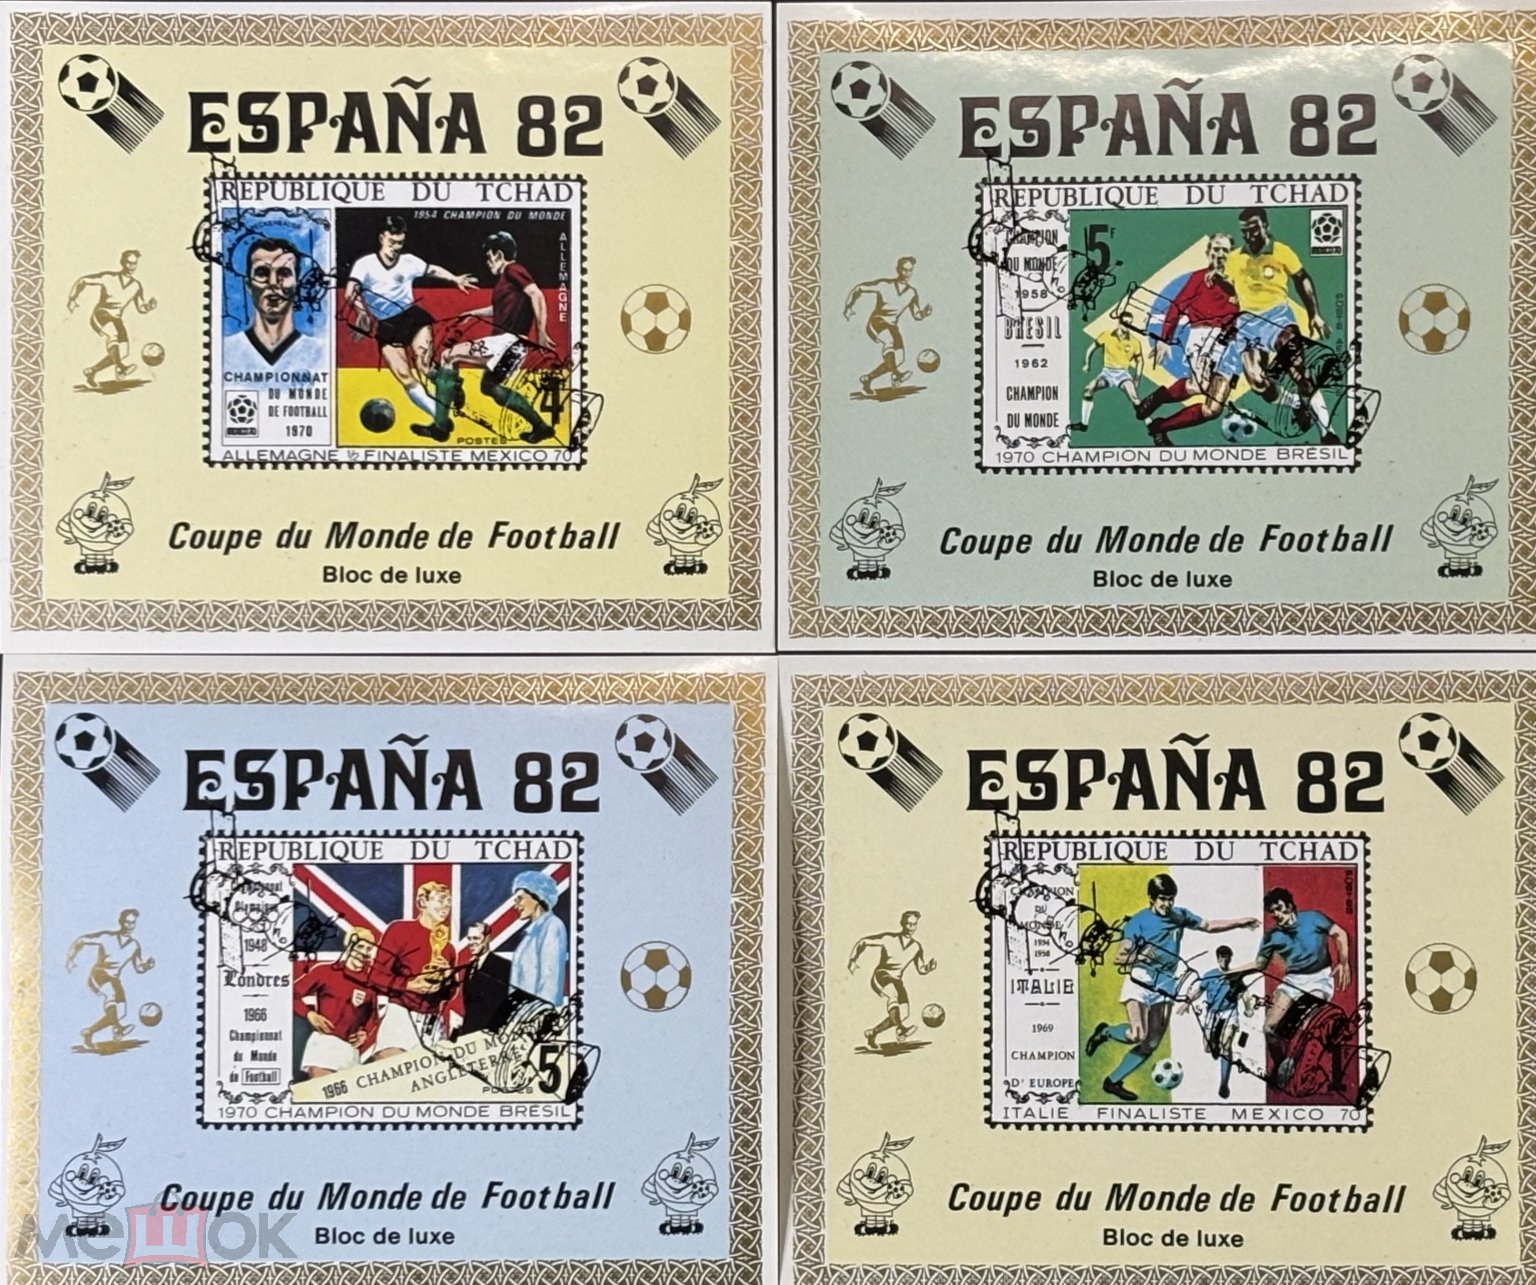 ESPAÑA 82
REPUBLIQUE DU TCHAD
1954 CHAMPION DU MONDE
ALLEMAGNE
CHAMPIONNAT
DU MONDE
DE FOOTBALL
1970
4
POSTES
ALLEMAGNE ½ FINALISTE MEXICO 70
Coupe du Monde de Football
Bloc de luxe
ESPAÑA 82
REPUBLIQUE DU TCHAD
CHAMPION
DU MONDE
1958
BRESIL
1962
CHAMPION
DU MONDE
5F
1970 CHAMPION DU MONDE BRÉSIL
Coupe du Monde de Football
Bloc de luxe
ESPAÑA 82
REPUBLIQUE DU TCHAD
Championnat
Olympique
1948
Londres
1966
Championnat
du Monde
de Football
1966 CHAMPION DU
ANGLETERRE
5F
POSTES
1970 CHAMPION DU MONDE BRÉSIL
Coupe du Monde de Football
Bloc de luxe
ESPAÑA 82
REPUBLIQUE DU TCHAD
CHAMPION
DU
MONDE
1934
1938
ITALIE
1969
CHAMPION
D'EUROPE
POSTES
1
ITALIE FINALISTE MEXICO 70
Coupe du Monde de Football
Bloc de luxe
мешок